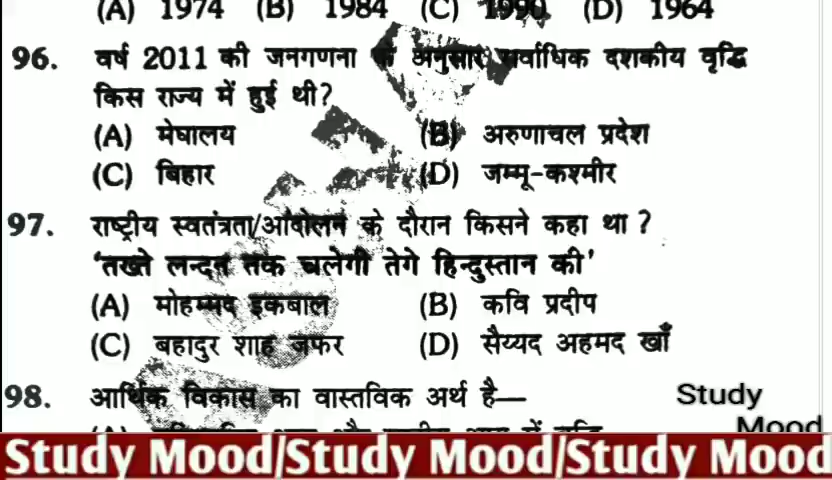 (A) 1974 (B) 1984 (C) 1990 (D) 1964
96. वर्ष 2011 की जनगणना के अनुसार सर्वाधिक दशकीय वृद्धि
किस राज्य में हुई थी?
(A) मेघालय (B) अरुणाचल प्रदेश
(C) बिहार (D) जम्मू-कश्मीर
97. राष्ट्रीय स्वतंत्रता/आंदोलन के दौरान किसने कहा था ?
'तख्ते लन्दन तक चलेगी तेगे हिन्दुस्तान की'
(A) मोहम्मद इकबाल (B) कवि प्रदीप
(C) बहादुर शाह जफर (D) सैय्यद अहमद खाँ
98. आर्थिक विकास का वास्तविक अर्थ है—
Study
Mood
Study Mood/Study Mood/Study Mood